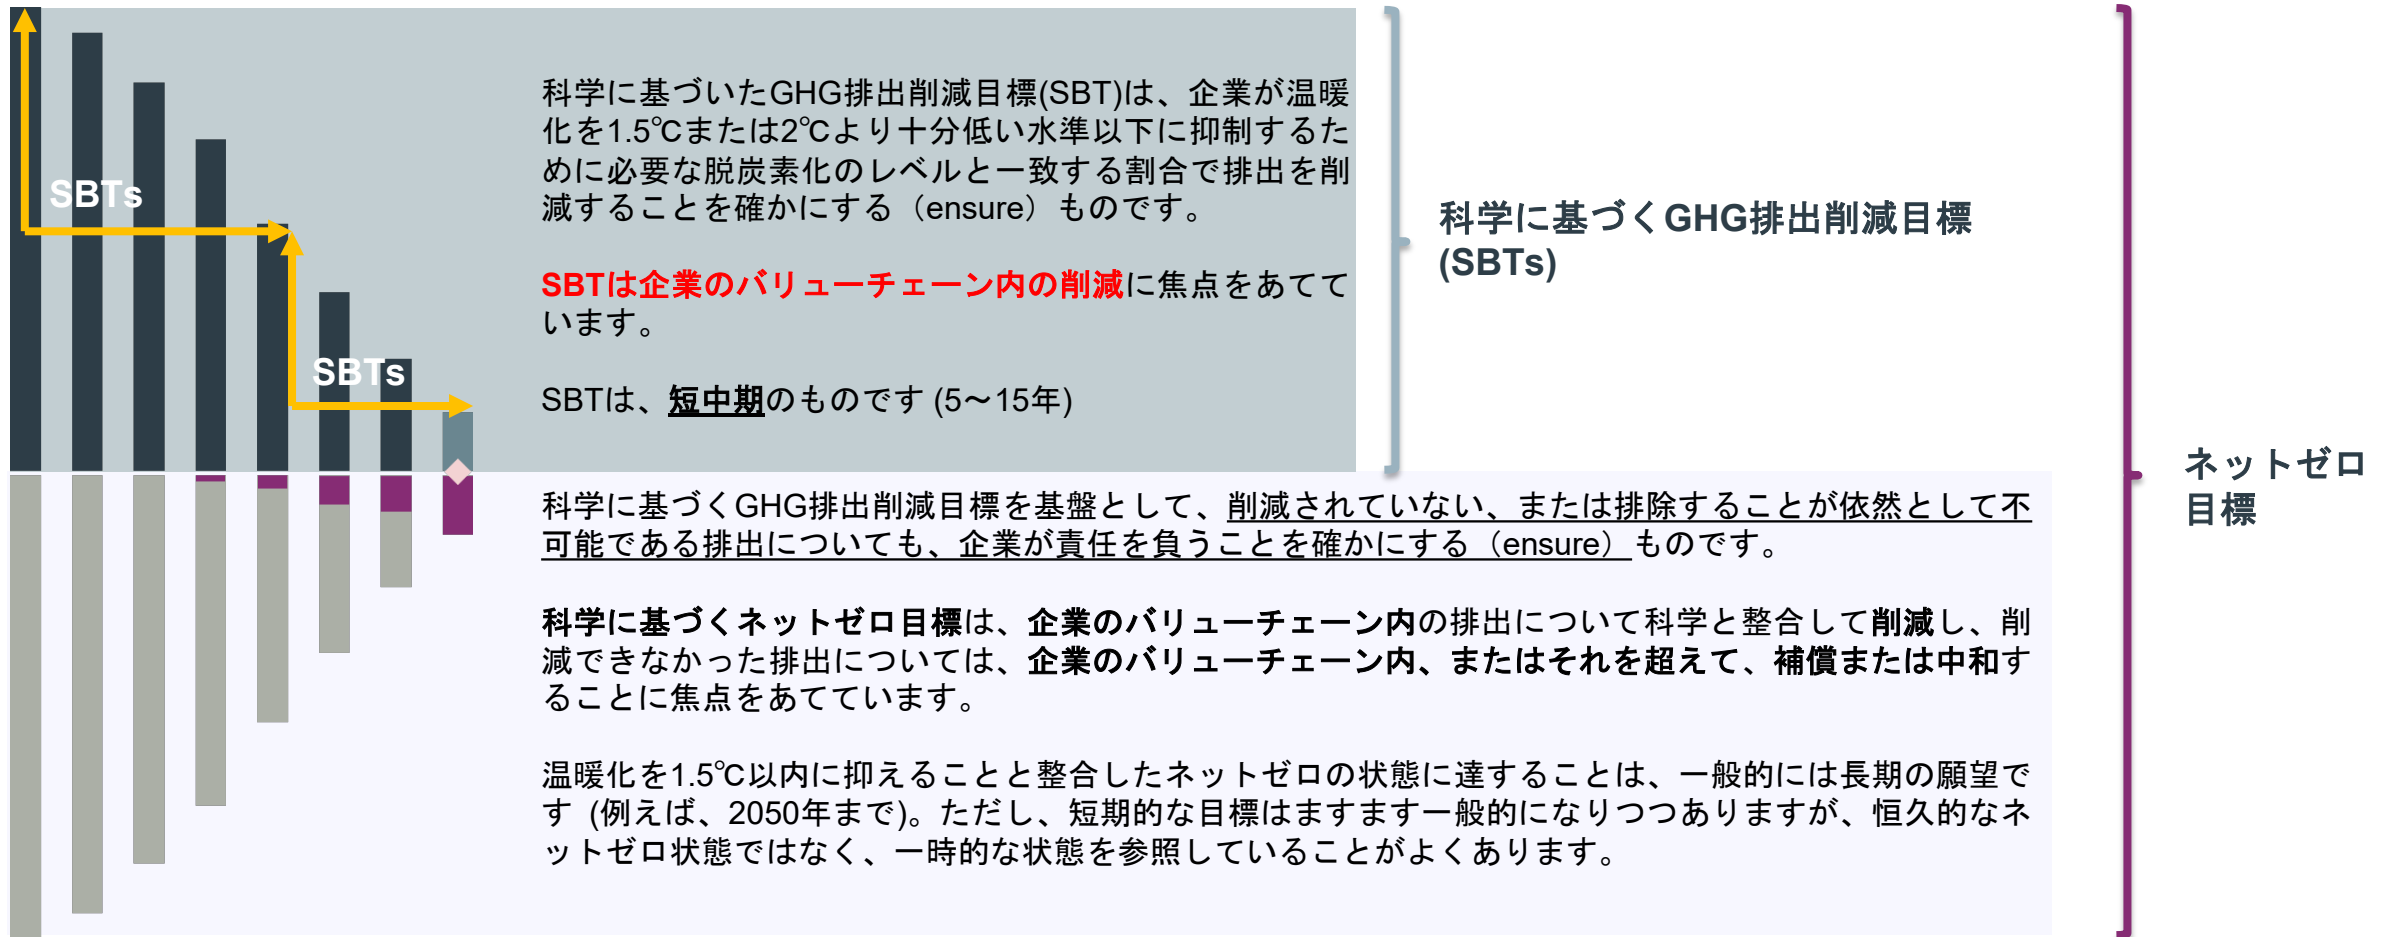 SBTs
SBTs
科学に基づいたGHG排出削減目標(SBT)は、企業が温暖
化を1.5℃または2℃より十分低い水準以下に抑制するた
めに必要な脱炭素化のレベルと一致する割合で排出を削
減することを確かにする（ensure）ものです。
SBTは企業のバリューチェーン内の削減に焦点をあてて
います。
SBTは、短中期のものです (5～15年)
科学に基づくGHG排出削減目標
(SBTs)
科学に基づくGHG排出削減目標を基盤として、削減されていない、または排除することが依然として不
可能である排出についても、企業が責任を負うことを確かにする（ensure）ものです。
科学に基づくネットゼロ目標は、企業のバリューチェーン内の排出について科学と整合して削減し、削
減できなかった排出については、企業のバリューチェーン内、またはそれを超えて、補償または中和す
ることに焦点をあてています。
温暖化を1.5℃以内に抑えることと整合したネットゼロの状態に達することは、一般的には長期の願望で
す (例えば、2050年まで)。ただし、短期的な目標はますます一般的になりつつありますが、恒久的なネ
ットゼロ状態ではなく、一時的な状態を参照していることがよくあります。
ネットゼロ
目標